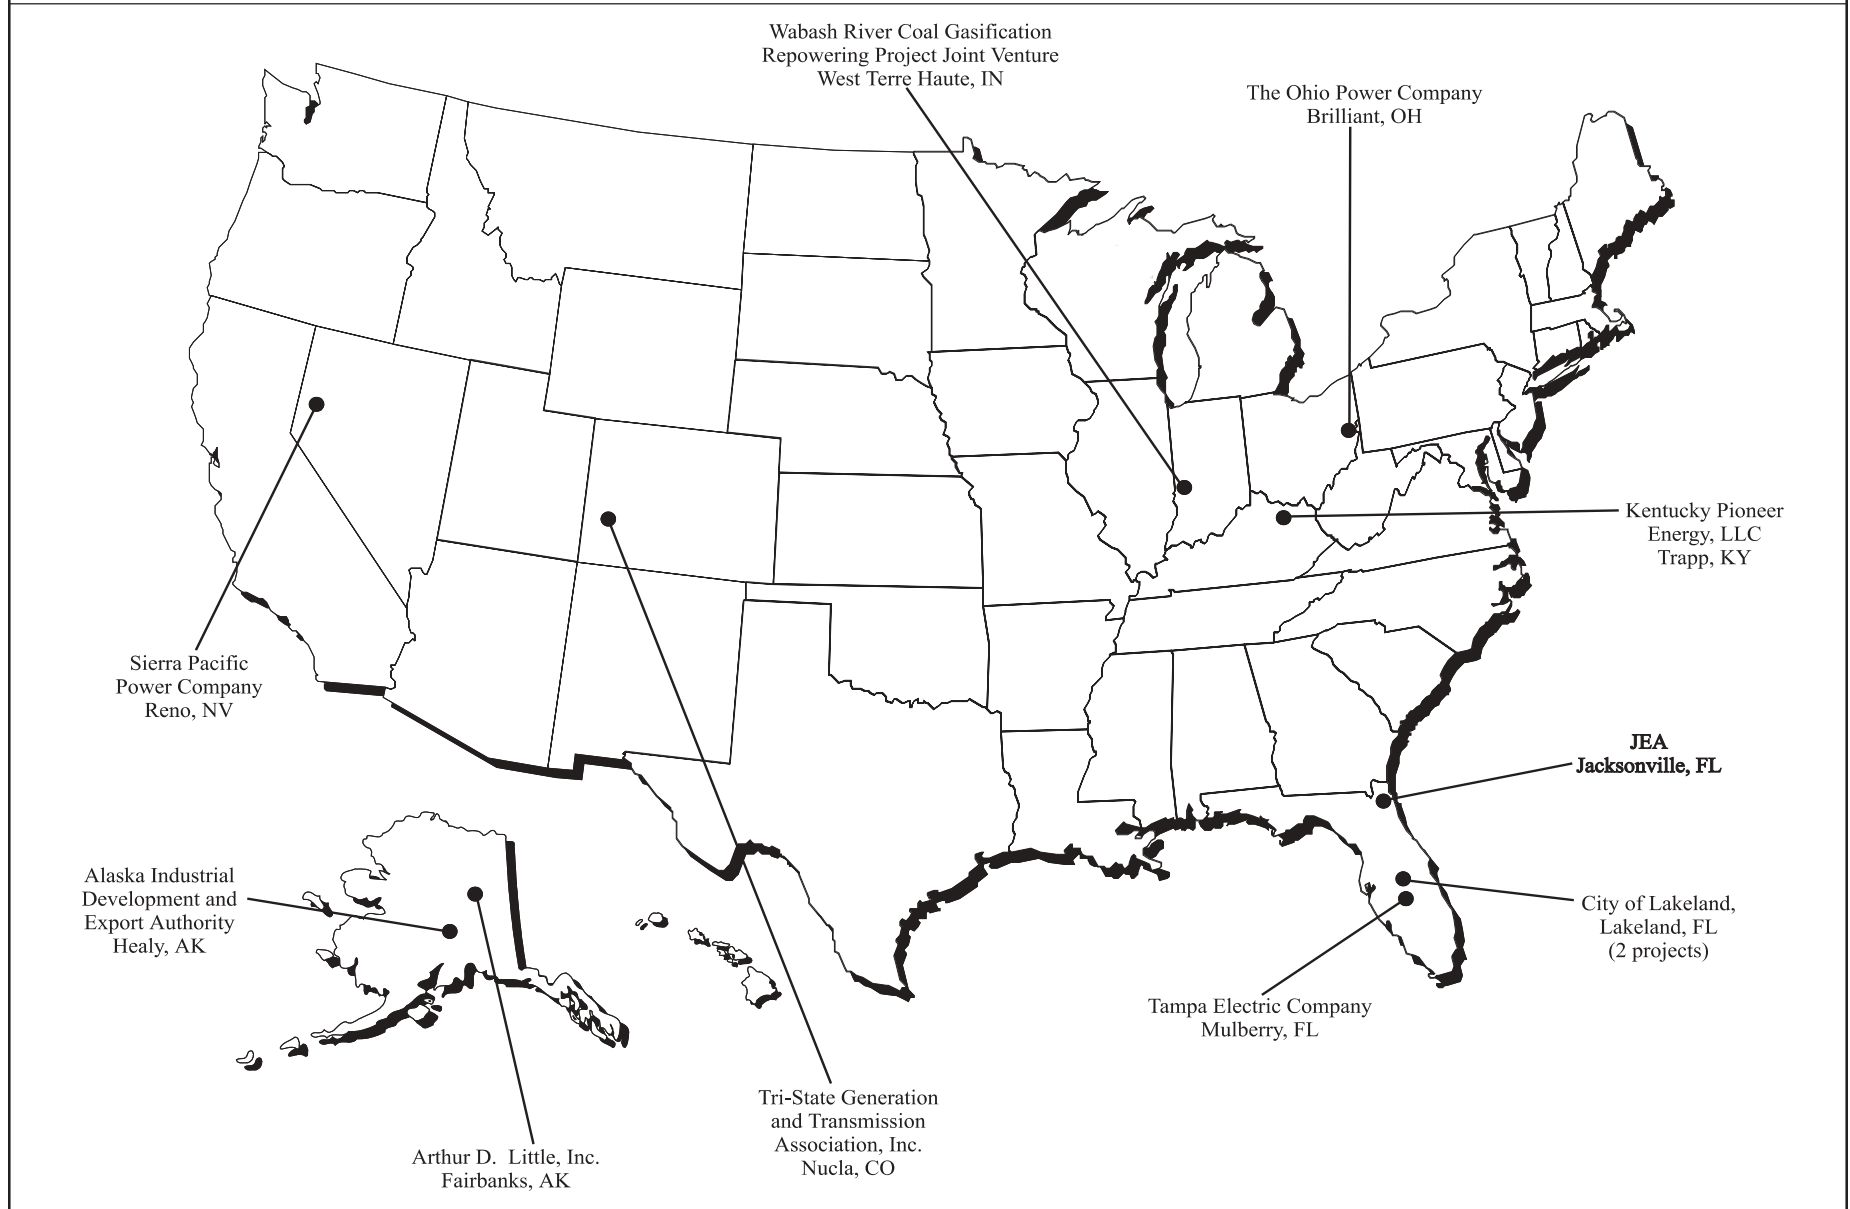 Wabash River Coal Gasification
Repowering Project Joint Venture
West Terre Haute, IN
The Ohio Power Company
Brilliant, OH
Kentucky Pioneer
Energy, LLC
Trapp, KY
Sierra Pacific
Power Company
Reno, NV
JEA
Jacksonville, FL
Alaska Industrial
Development and
Export Authority
Healy, AK
City of Lakeland,
Lakeland, FL
(2 projects)
Tampa Electric Company
Mulberry, FL
Tri-State Generation
and Transmission
Association, Inc.
Nucla, CO
Arthur D. Little, Inc.
Fairbanks, AK